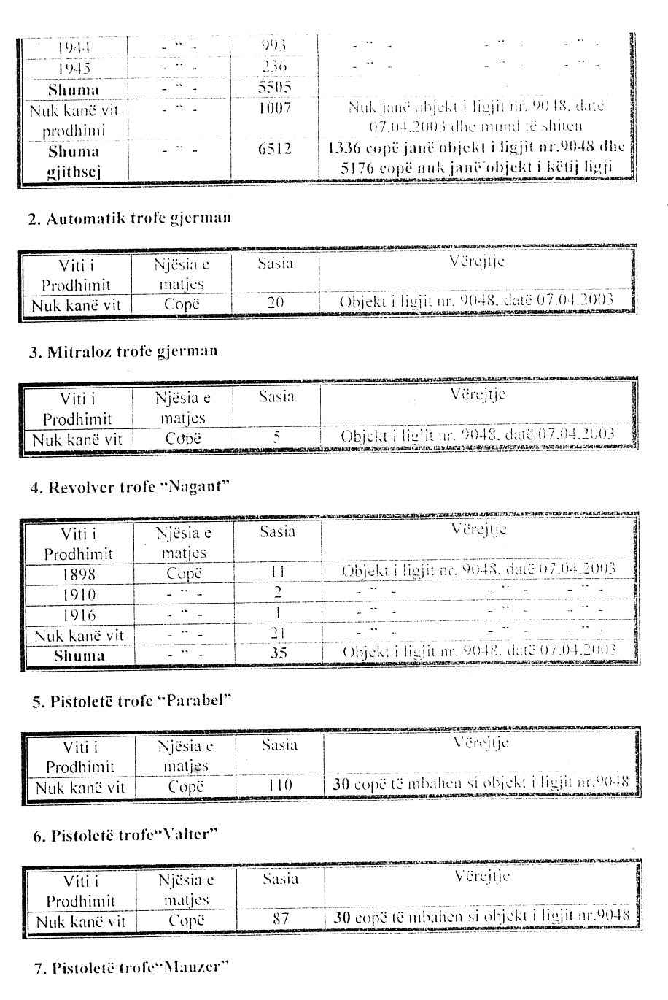 1944 - “ - 993 - “ - - “ - - “ -
1945 - “ - 236 - “ - - “ - - “ -
Shuma - “ - 5505
Nuk kanë vit - “ - 1007 Nuk janë objekt i ligjit nr. 9048, datë
prodhimi 07.04.2003 dhe mund të shiten
Shuma - “ - 6512 1336 copë janë objekt i ligjit nr.9048 dhe
gjithsej 5176 copë nuk janë objekt i këtij ligji
2. Automatik trofe gjerman
Viti i Njësia e Sasia Vërejtje
Prodhimit matjes
Nuk kanë vit Copë 20 Objekt i ligjit nr. 9048, datë 07.04.2003
3. Mitraloz trofe gjerman
Viti i Njësia e Sasia Vërejtje
Prodhimit matjes
Nuk kanë vit Copë 5 Objekt i ligjit nr. 9048, datë 07.04.2003
4. Revolver trofe “Nagant”
Viti i Njësia e Sasia Vërejtje
Prodhimit matjes
1898 Copë 11 Objekt i ligjit nr. 9048, datë 07.04.2003
1910 - “ - 2 - “ - - “ - - “ -
1916 - “ - 1 - “ - - “ - - “ -
Nuk kanë vit - “ - 21 - “ - - “ - - “ -
Shuma - “ - 35 Objekt i ligjit nr. 9048, datë 07.04.2003
5. Pistoletë trofe “Parabel”
Viti i Njësia e Sasia Vërejtje
Prodhimit matjes
Nuk kanë vit Copë 110 30 copë të mbahen si objekt i ligjit nr.9048
6. Pistoletë trofe“Valter”
Viti i Njësia e Sasia Vërejtje
Prodhimit matjes
Nuk kanë vit Copë 87 30 copë të mbahen si objekt i ligjit nr.9048
7. Pistoletë trofe“Mauzer”